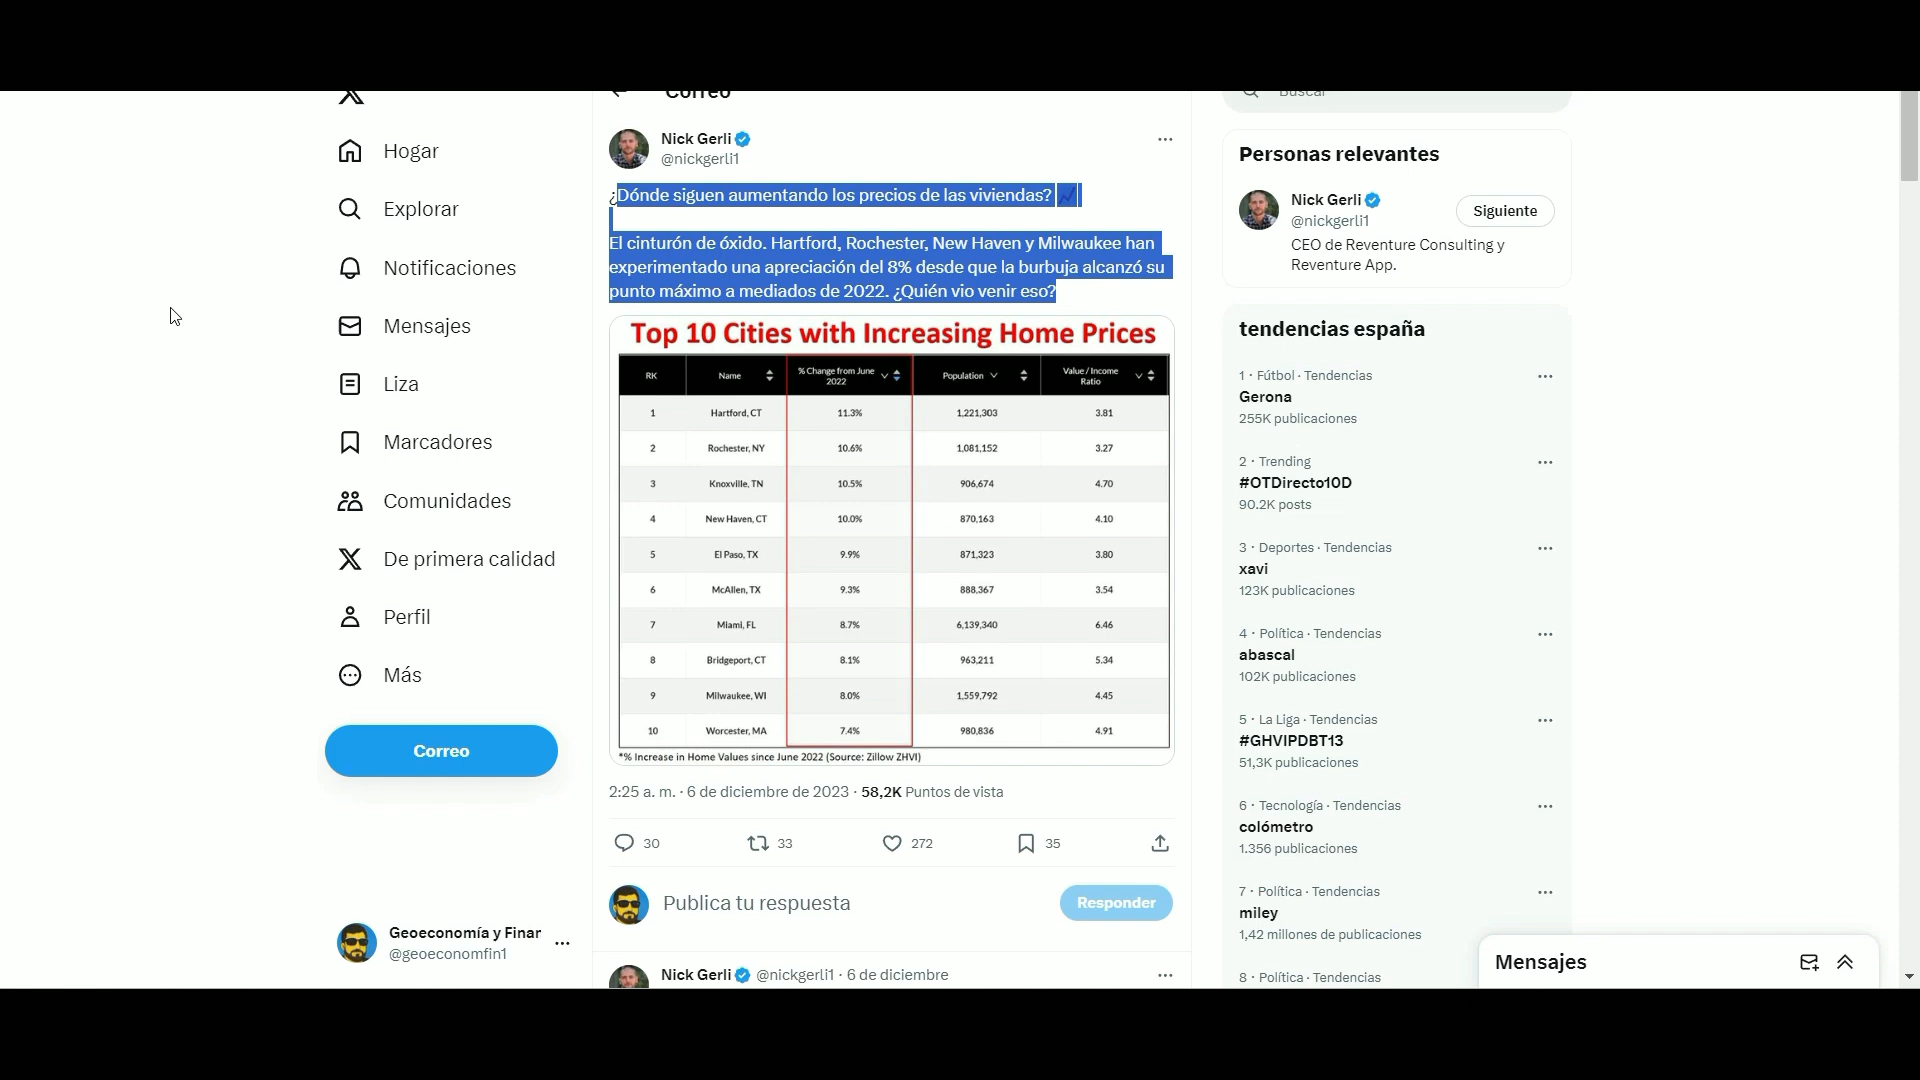 Correo
Buscar
Hogar
Explorar
Notificaciones
Mensajes
Liza
Marcadores
Comunidades
De primera calidad
Perfil
Más
Correo
Geoeconomía y Finar
@geoeconomfin1
Nick Gerli
@nickgerli1
¿Dónde siguen aumentando los precios de las viviendas?
El cinturón de óxido. Hartford, Rochester, New Haven y Milwaukee han
experimentado una apreciación del 8% desde que la burbuja alcanzó su
punto máximo a mediados de 2022. ¿Quién vio venir eso?
Top 10 Cities with Increasing Home Prices
RK Name % Change from June 2022 Population Value / Income Ratio
1 Hartford, CT 11.3% 1,221,303 3.81
2 Rochester, NY 10.6% 1,081,152 3.27
3 Knoxville, TN 10.5% 906,674 4.70
4 New Haven, CT 10.0% 870,163 4.10
5 El Paso, TX 9.9% 871,323 3.80
6 McAllen, TX 9.3% 888,367 3.54
7 Miami, FL 8.7% 6,139,340 6.46
8 Bridgeport, CT 8.1% 963,211 5.34
9 Milwaukee, WI 8.0% 1,559,792 4.45
10 Worcester, MA 7.4% 980,836 4.91
*% Increase in Home Values since June 2022 (Source: Zillow ZHVI)
2:25 a. m. · 6 de diciembre de 2023 · 58,2K Puntos de vista
30 33 272 35
Publica tu respuesta
Responder
Nick Gerli @nickgerli1 · 6 de diciembre
Personas relevantes
Nick Gerli
@nickgerli1
Siguiente
CEO de Reventure Consulting y
Reventure App.
tendencias españa
1 · Fútbol · Tendencias
Gerona
255K publicaciones
2 · Trending
#OTDirecto10D
90.2K posts
3 · Deportes · Tendencias
xavi
123K publicaciones
4 · Política · Tendencias
abascal
102K publicaciones
5 · La Liga · Tendencias
#GHVIPDBT13
51,3K publicaciones
6 · Tecnología · Tendencias
colómetro
1.356 publicaciones
7 · Política · Tendencias
miley
1,42 millones de publicaciones
8 · Política · Tendencias
Mensajes